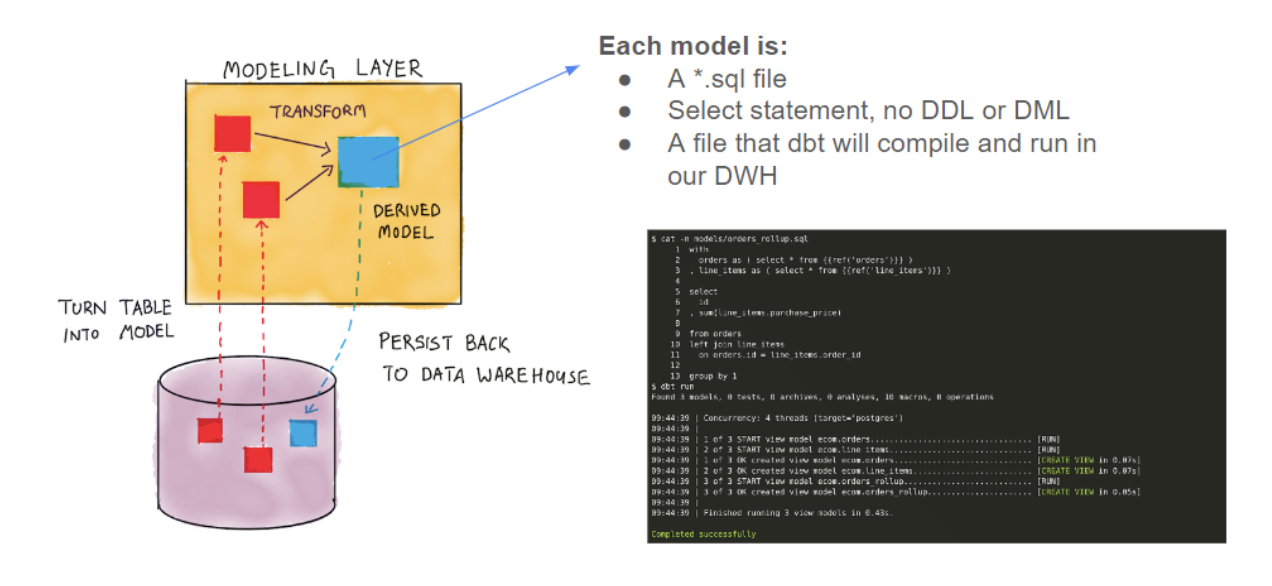 MODELING LAYER
TRANSFORM
DERIVED
MODEL
TURN TABLE
INTO MODEL
PERSIST BACK
TO DATA WAREHOUSE
Each model is:
● A *.sql file
● Select statement, no DDL or DML
● A file that dbt will compile and run in
our DWH
$ cat -n models/orders_rollup.sql
1 with
2 orders as ( select * from {{ref('orders')}} )
3 , line_items as ( select * from {{ref('line_items')}} )
4
5 select
6 id
7 , sum(line_items.purchase_price)
8
9 from orders
10 left join line_items
11 on orders.id = line_items.order_id
12
13 group by 1
$ dbt run
Found 3 models, 0 tests, 0 archives, 0 analyses, 10 macros, 0 operations
09:44:39 | Concurrency: 4 threads (target='postgres')
09:44:39 |
09:44:39 | 1 of 3 START view model ecom.orders.................................. [RUN]
09:44:39 | 2 of 3 START view model ecom.line_items.............................. [RUN]
09:44:39 | 1 of 3 OK created view model ecom.orders............................. [CREATE VIEW in 0.07s]
09:44:39 | 2 of 3 OK created view model ecom.line_items......................... [CREATE VIEW in 0.07s]
09:44:39 | 3 of 3 START view model ecom.orders_rollup........................... [RUN]
09:44:39 | 3 of 3 OK created view model ecom.orders_rollup...................... [CREATE VIEW in 0.05s]
09:44:39 |
09:44:39 | Finished running 3 view models in 0.43s.
Completed successfully